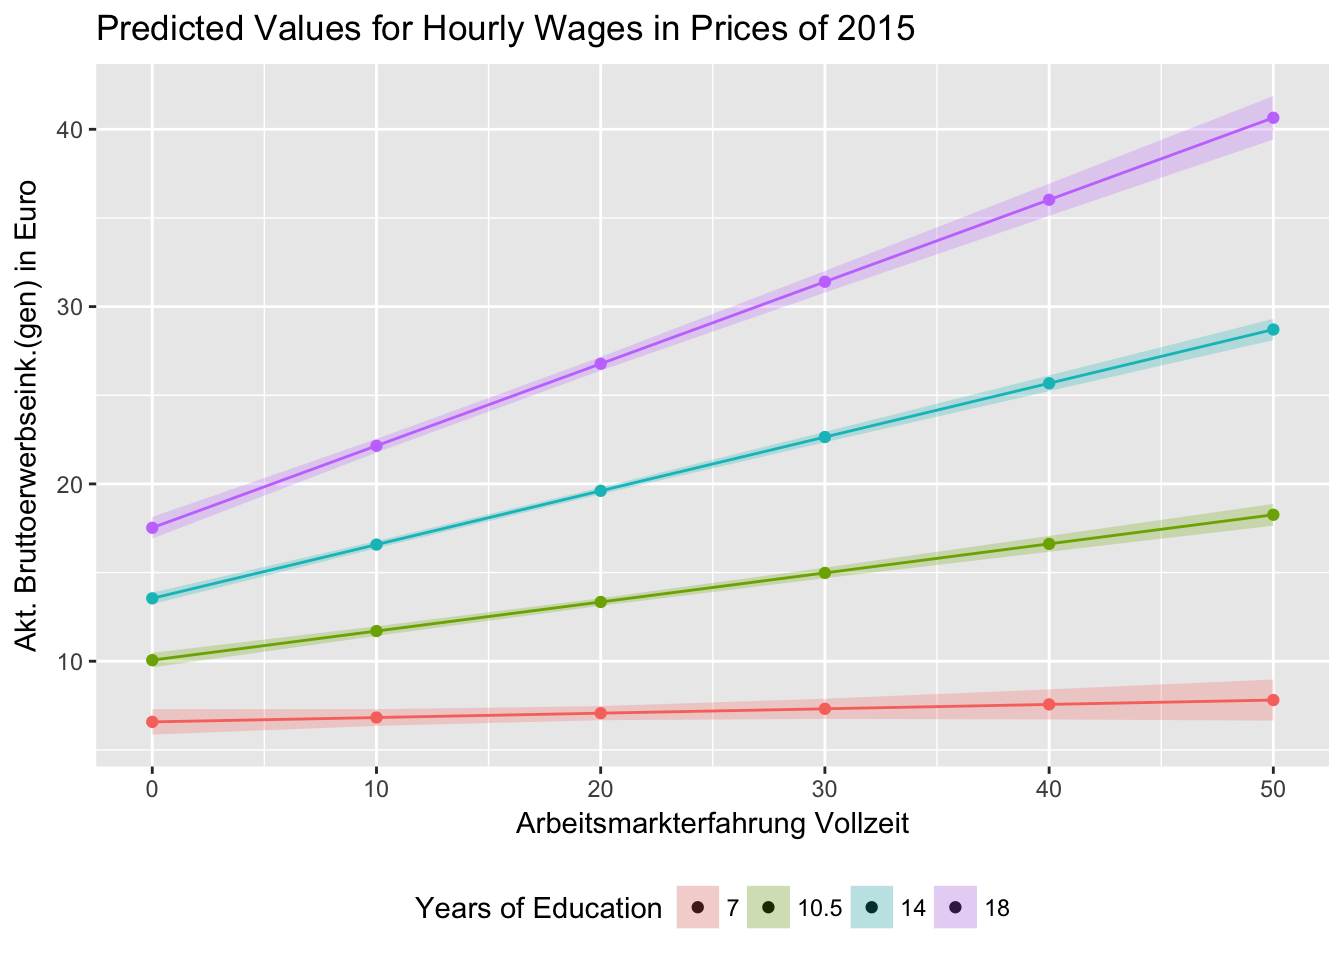 Predicted Values for Hourly Wages in Prices of 2015
Akt. Bruttoerwerbseink.(gen) in Euro
40
30
20
10
0 10 20 30 40 50
Arbeitsmarkterfahrung Vollzeit
Years of Education 7 10.5 14 18